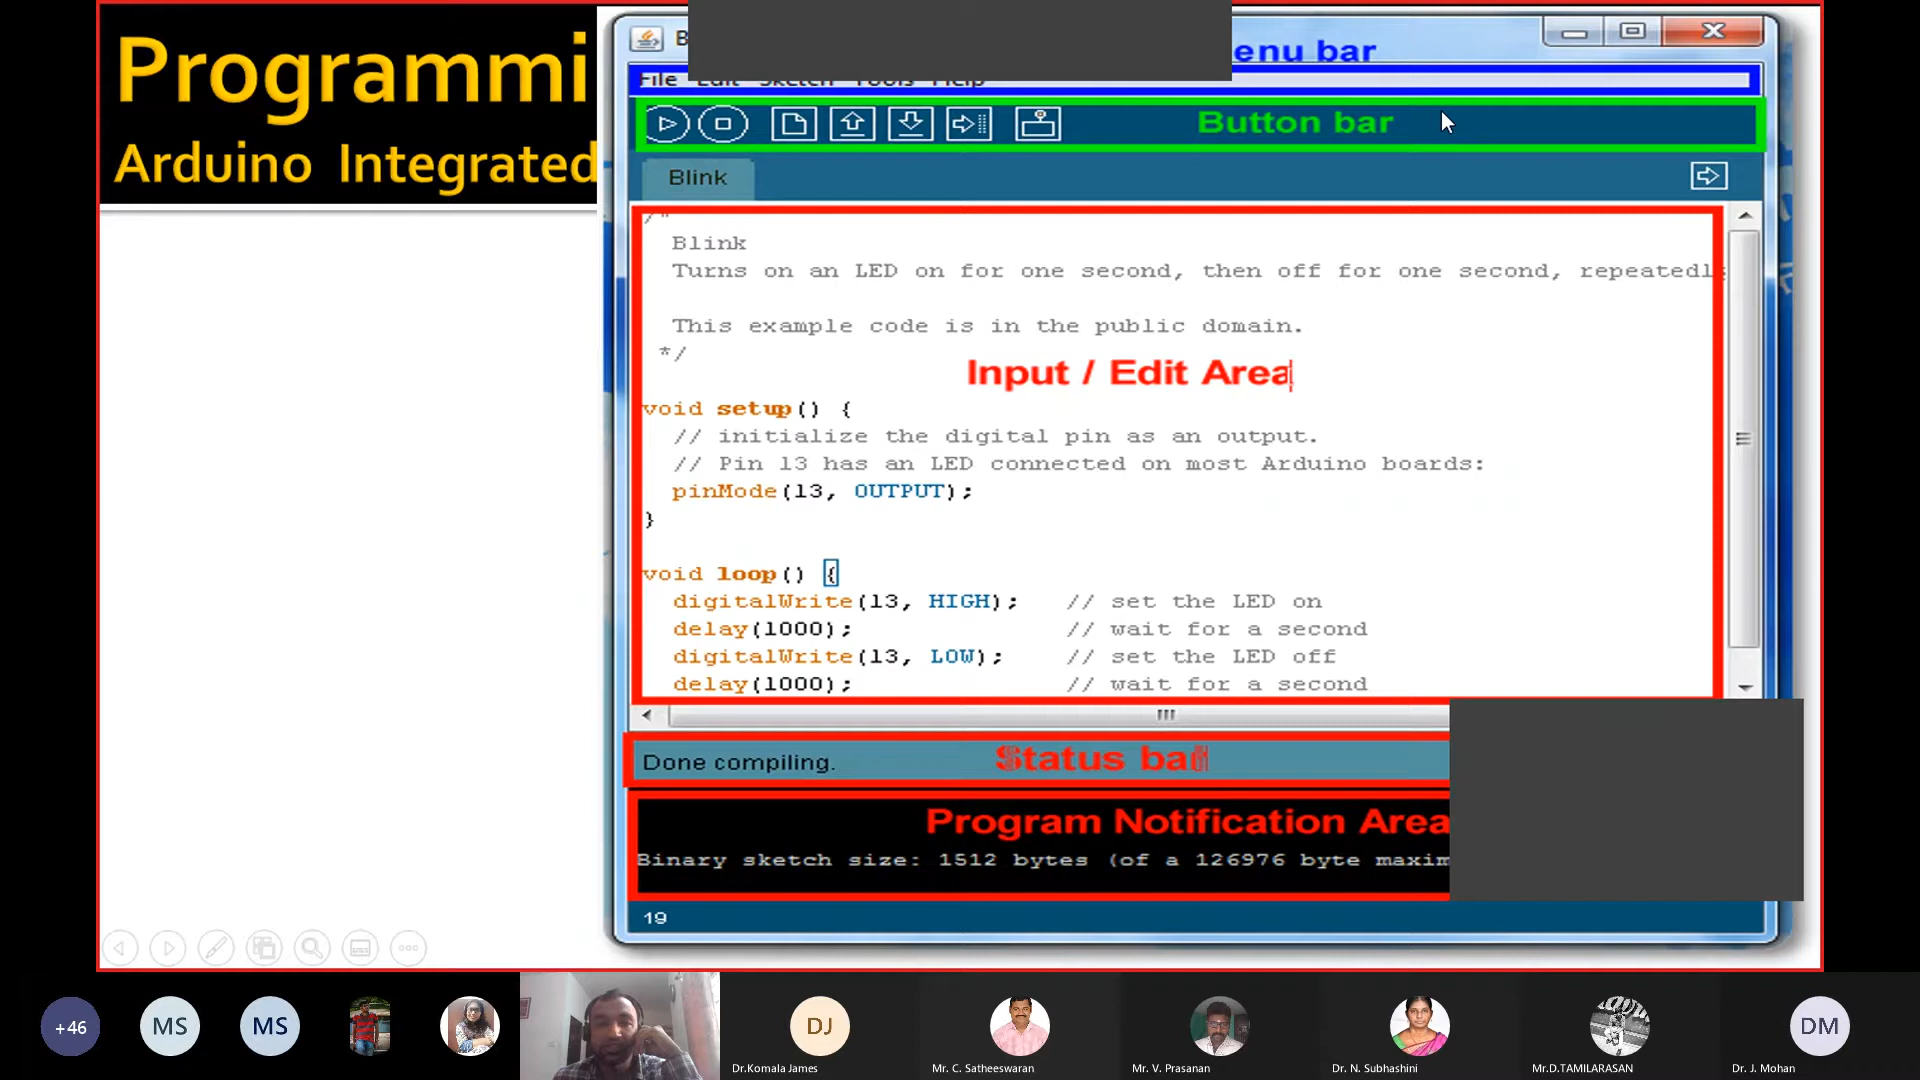 Programmi
Arduino Integrated
B
enu bar
File Edit Sketch Tools Help
Button bar
Blink
/*
Blink
Turns on an LED on for one second, then off for one second, repeatedl
This example code is in the public domain.
*/
Input / Edit Area
void setup() {
// initialize the digital pin as an output.
// Pin 13 has an LED connected on most Arduino boards:
pinMode(13, OUTPUT);
}
void loop() {
digitalWrite(13, HIGH); // set the LED on
delay(1000); // wait for a second
digitalWrite(13, LOW); // set the LED off
delay(1000); // wait for a second
Done compiling.
Status bar
Program Notification Area
Binary sketch size: 1512 bytes (of a 126976 byte maxim
19
+46
MS
MS
DJ
DM
Dr.Komala James
Mr. C. Satheeswaran
Mr. V. Prasanan
Dr. N. Subhashini
Mr.D.TAMILARASAN
Dr. J. Mohan